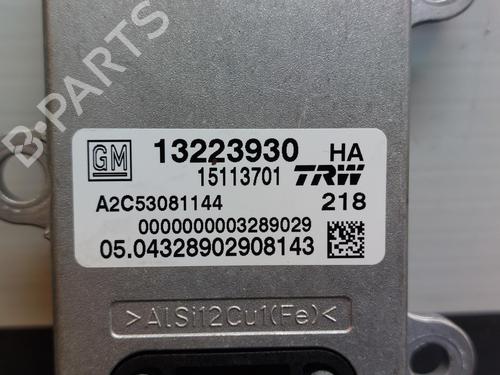 B-PARTS
GM 13223930 HA
15113701 TRW
A2C53081144 218
0000000003289029
05.04328902908143
>AlSi12Cu1(Fe)<